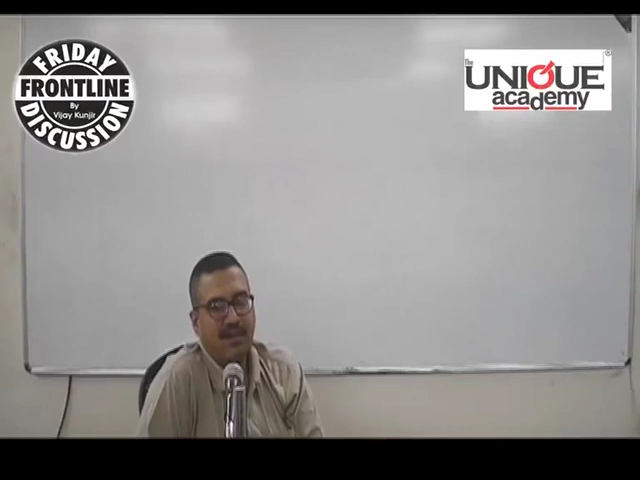 FRIDAY
FRONTLINE
By
Vijay Kunjir
DISCUSSION
The
UNIQUE
academy
®